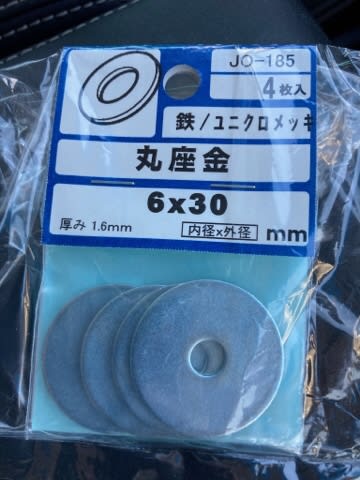 JO-185
4枚入
鉄/ユニクロメッキ
丸座金
6x30
厚み 1.6mm 内径x外径 mm